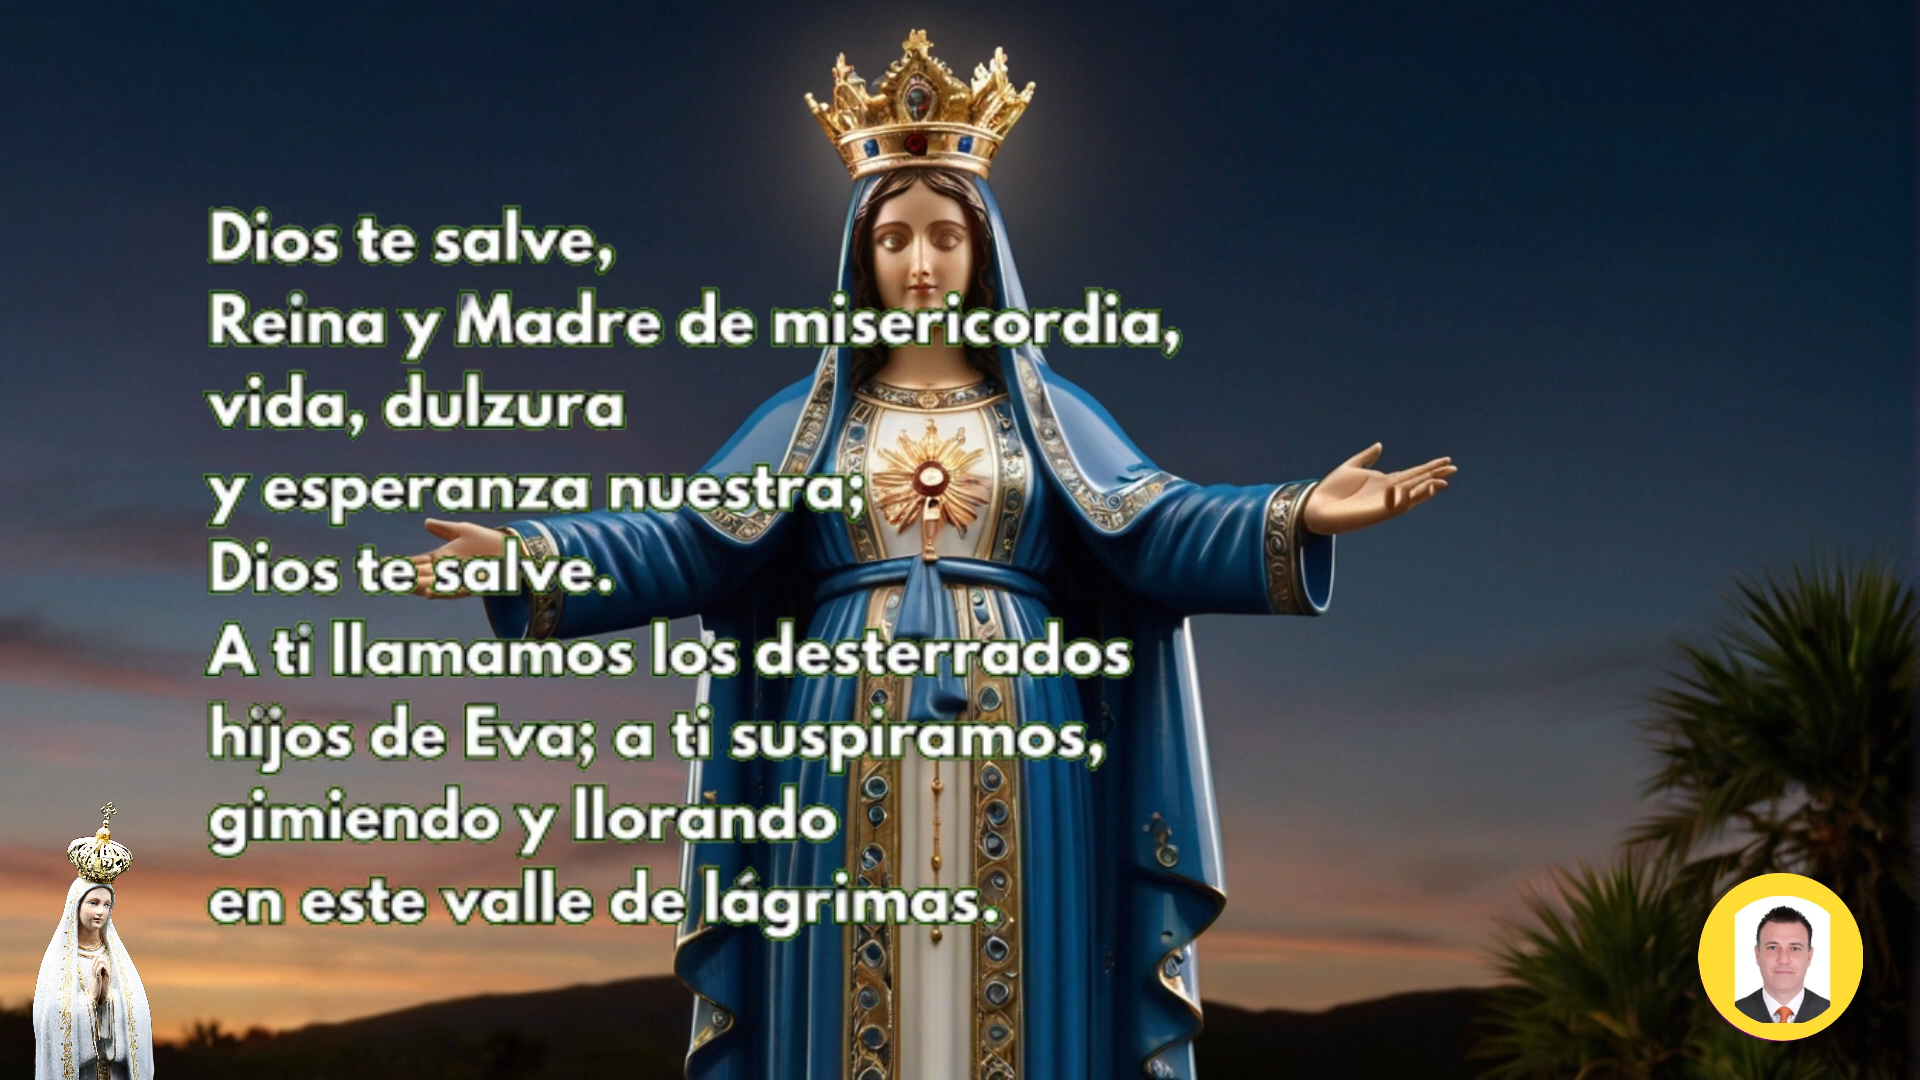 Dios te salve,
Reina y Madre de misericordia,
vida, dulzura
y esperanza nuestra;
Dios te salve.
A ti llamamos los desterrados
hijos de Eva; a ti suspiramos,
gimiendo y llorando
en este valle de lágrimas.